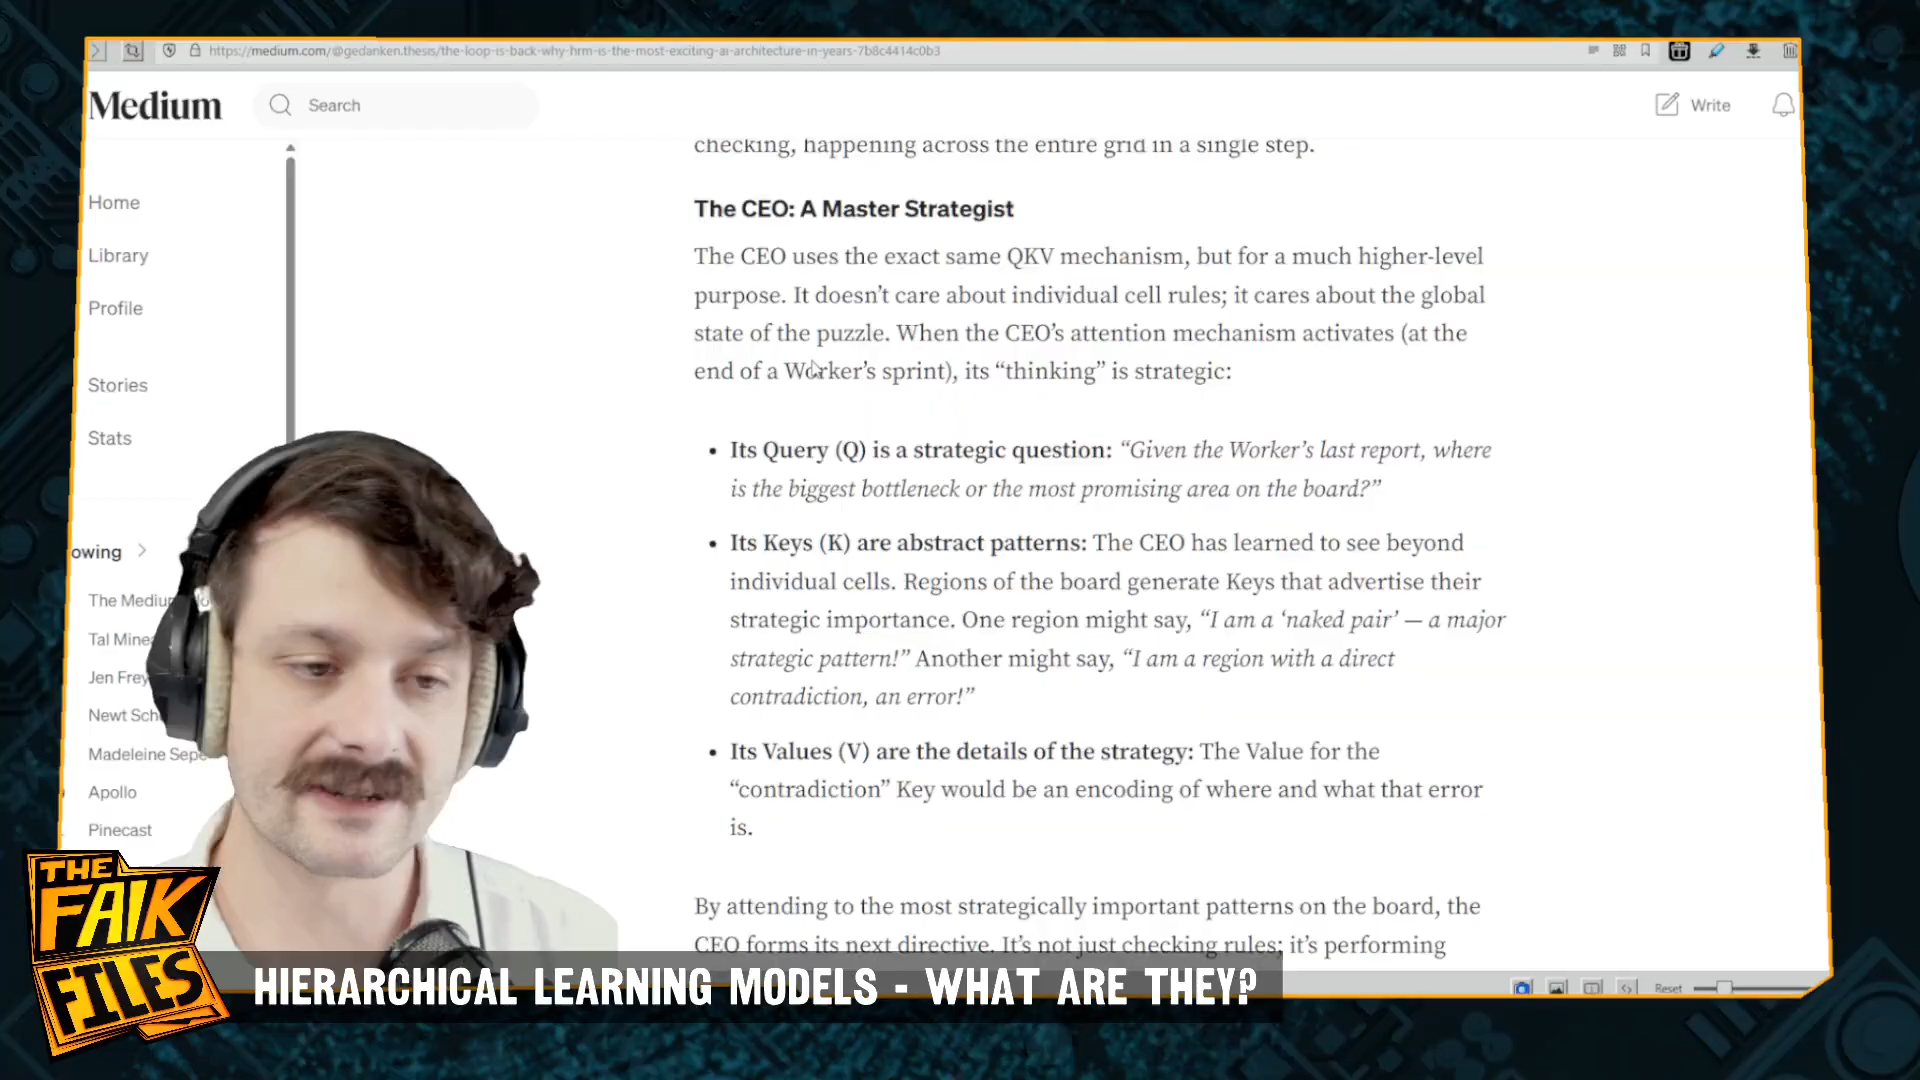 https://medium.com/@gedanken.thesis/the-loop-is-back-why-hrm-is-the-most-exciting-ai-architecture-in-years-7b8c4414c0b3
Medium
Search
Write
Home
Library
Profile
Stories
Stats
owing
The Medium
Tal Mine
Jen Frey
Newt Sch
Madeleine Sepe
Apollo
Pinecast
checking, happening across the entire grid in a single step.
The CEO: A Master Strategist
The CEO uses the exact same QKV mechanism, but for a much higher-level
purpose. It doesn’t care about individual cell rules; it cares about the global
state of the puzzle. When the CEO’s attention mechanism activates (at the
end of a Worker’s sprint), its “thinking” is strategic:
• Its Query (Q) is a strategic question: “Given the Worker’s last report, where
is the biggest bottleneck or the most promising area on the board?”
• Its Keys (K) are abstract patterns: The CEO has learned to see beyond
individual cells. Regions of the board generate Keys that advertise their
strategic importance. One region might say, “I am a ‘naked pair’ — a major
strategic pattern!” Another might say, “I am a region with a direct
contradiction, an error!”
• Its Values (V) are the details of the strategy: The Value for the
“contradiction” Key would be an encoding of where and what that error
is.
By attending to the most strategically important patterns on the board, the
CEO forms its next directive. It’s not just checking rules; it’s performing
Reset
THE
FAIK
FILES
HIERARCHICAL LEARNING MODELS - WHAT ARE THEY?